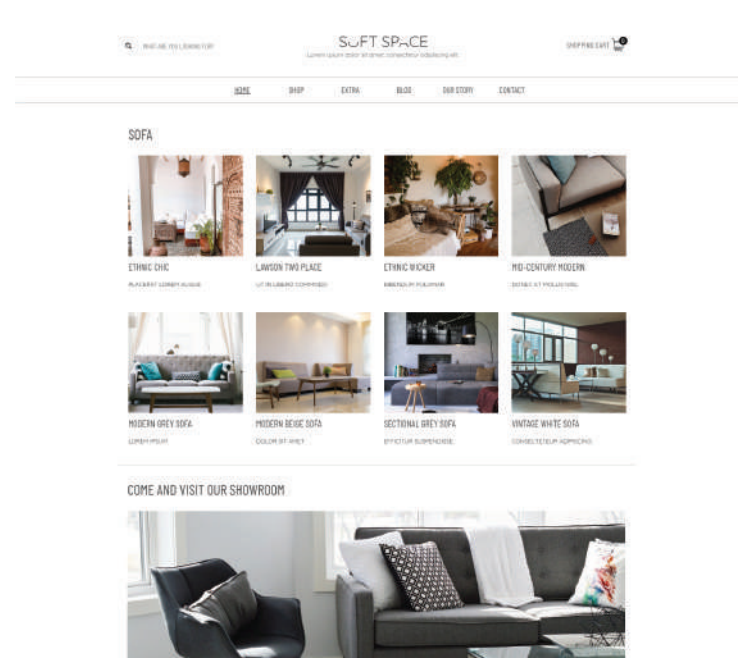 WHAT ARE YOU LOOKING FOR?
SOFT SPACE
Lorem ipsum dolor sit amet, consectetur adipiscing elit
SHOPPING CART 0
HOME SHOP EXTRA BLOG OUR STORY CONTACT
SOFA
ETHNIC CHIC LAWSON TWO PLACE ETHNIC WICKER MID-CENTURY MODERN
PLACERAT LOREM AUGUE UT IN LIBERO COMMODO BIBENDUM PULVINAR DONEC ET MOLLIS
MODERN GREY SOFA MODERN BEIGE SOFA SECTIONAL GREY SOFA VINTAGE WHITE SOFA
LOREM IPSUM DOLOR SIT AMET EFFICITUR SUSPENDISSE CONSECTETEUR ADIPISCING
COME AND VISIT OUR SHOWROOM